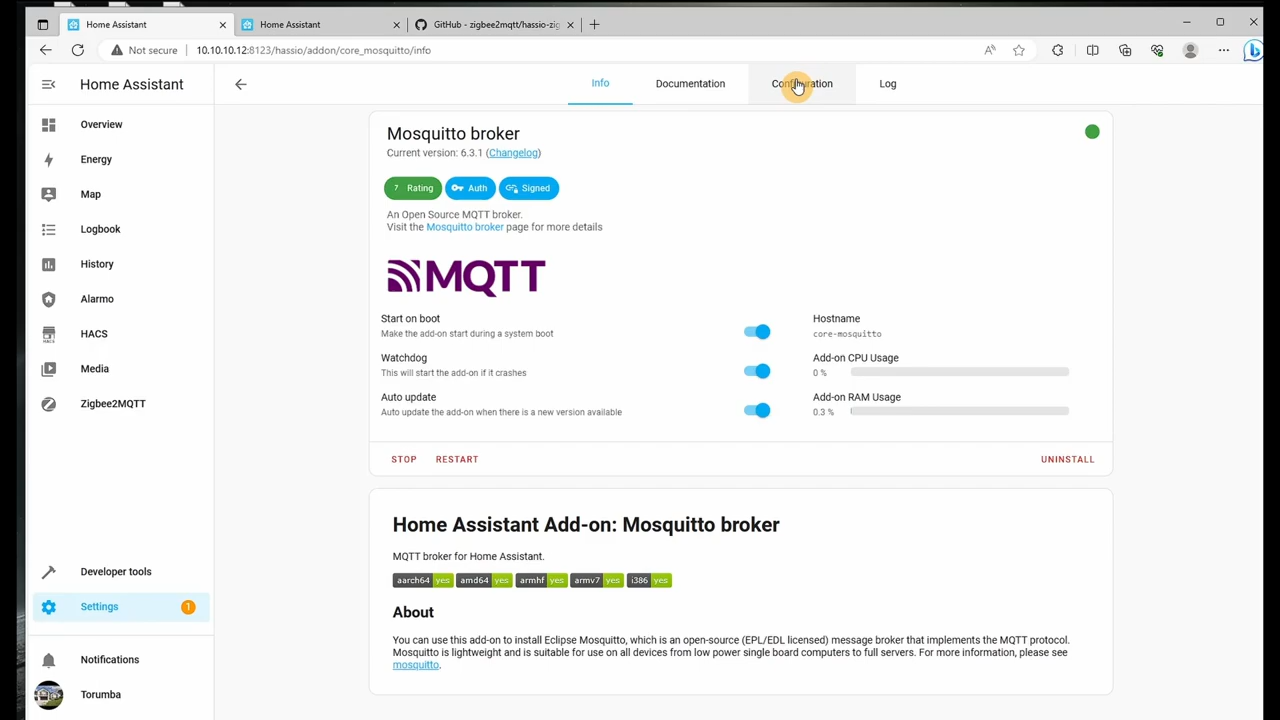 Home Assistant
Home Assistant
GitHub - zigbee2mqtt/hassio-zig
Not secure
10.10.10.12:8123/hassio/addon/core_mosquitto/info
Home Assistant
Info
Documentation
Configuration
Log
Overview
Energy
Map
Logbook
History
Alarmo
HACS
Media
Zigbee2MQTT
Developer tools
Settings
1
Notifications
Torumba
Mosquitto broker
Current version: 6.3.1 (Changelog)
7 Rating
Auth
Signed
An Open Source MQTT broker.
Visit the Mosquitto broker page for more details
MQTT
Start on boot
Make the add-on start during a system boot
Hostname
core-mosquitto
Watchdog
This will start the add-on if it crashes
Add-on CPU Usage
0 %
Auto update
Auto update the add-on when there is a new version available
Add-on RAM Usage
0.3 %
STOP
RESTART
UNINSTALL
Home Assistant Add-on: Mosquitto broker
MQTT broker for Home Assistant.
aarch64 yes amd64 yes armhf yes armv7 yes i386 yes
About
You can use this add-on to install Eclipse Mosquitto, which is an open-source (EPL/EDL licensed) message broker that implements the MQTT protocol.
Mosquitto is lightweight and is suitable for use on all devices from low power single board computers to full servers. For more information, please see
mosquitto.